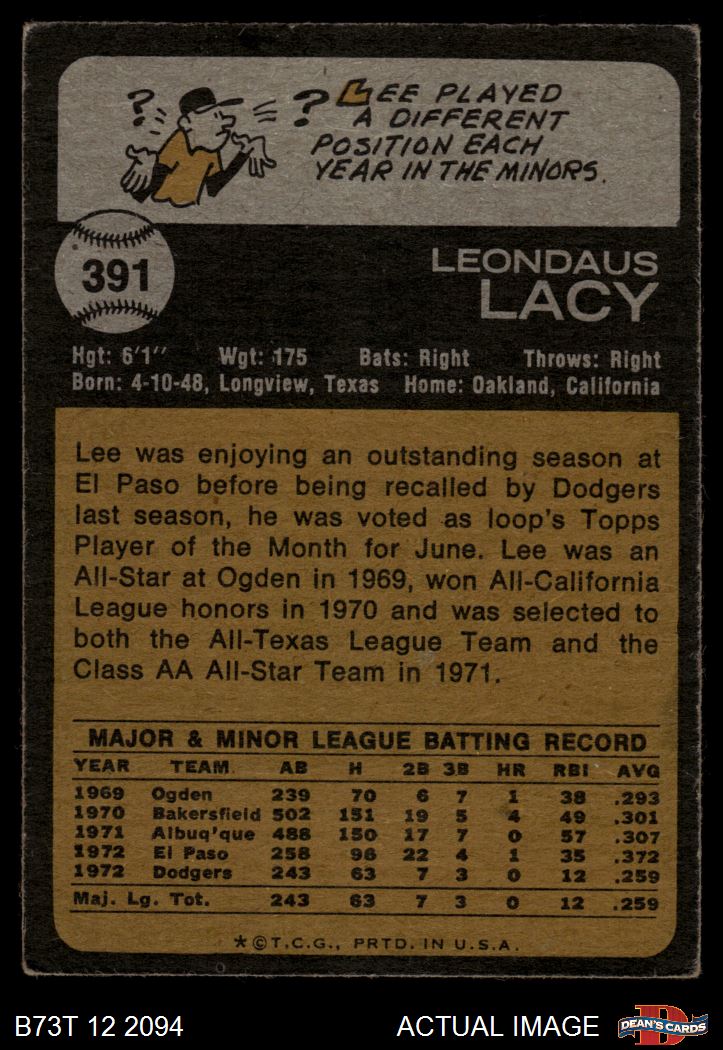 ? ? LEE PLAYED
A DIFFERENT
POSITION EACH
YEAR IN THE MINORS.
391
LEONDAUS
LACY
Hgt: 6'1" Wgt: 175 Bats: Right Throws: Right
Born: 4-10-48, Longview, Texas Home: Oakland, California
Lee was enjoying an outstanding season at
El Paso before being recalled by Dodgers
last season, he was voted as loop's Topps
Player of the Month for June. Lee was an
All-Star at Ogden in 1969, won All-California
League honors in 1970 and was selected to
both the All-Texas League Team and the
Class AA All-Star Team in 1971.
MAJOR & MINOR LEAGUE BATTING RECORD
YEAR TEAM AB H 2B 3B HR RBI AVG
1969 Ogden 239 70 6 7 1 38 .293
1970 Bakersfield 502 151 19 5 4 49 .301
1971 Albuq'que 488 150 17 7 0 57 .307
1972 El Paso 258 96 22 4 1 35 .372
1972 Dodgers 243 63 7 3 0 12 .259
Maj. Lg. Tot. 243 63 7 3 0 12 .259
*©T.C.G., PRTD. IN U.S.A.
B73T 12 2094 ACTUAL IMAGE D DEAN'S CARDS